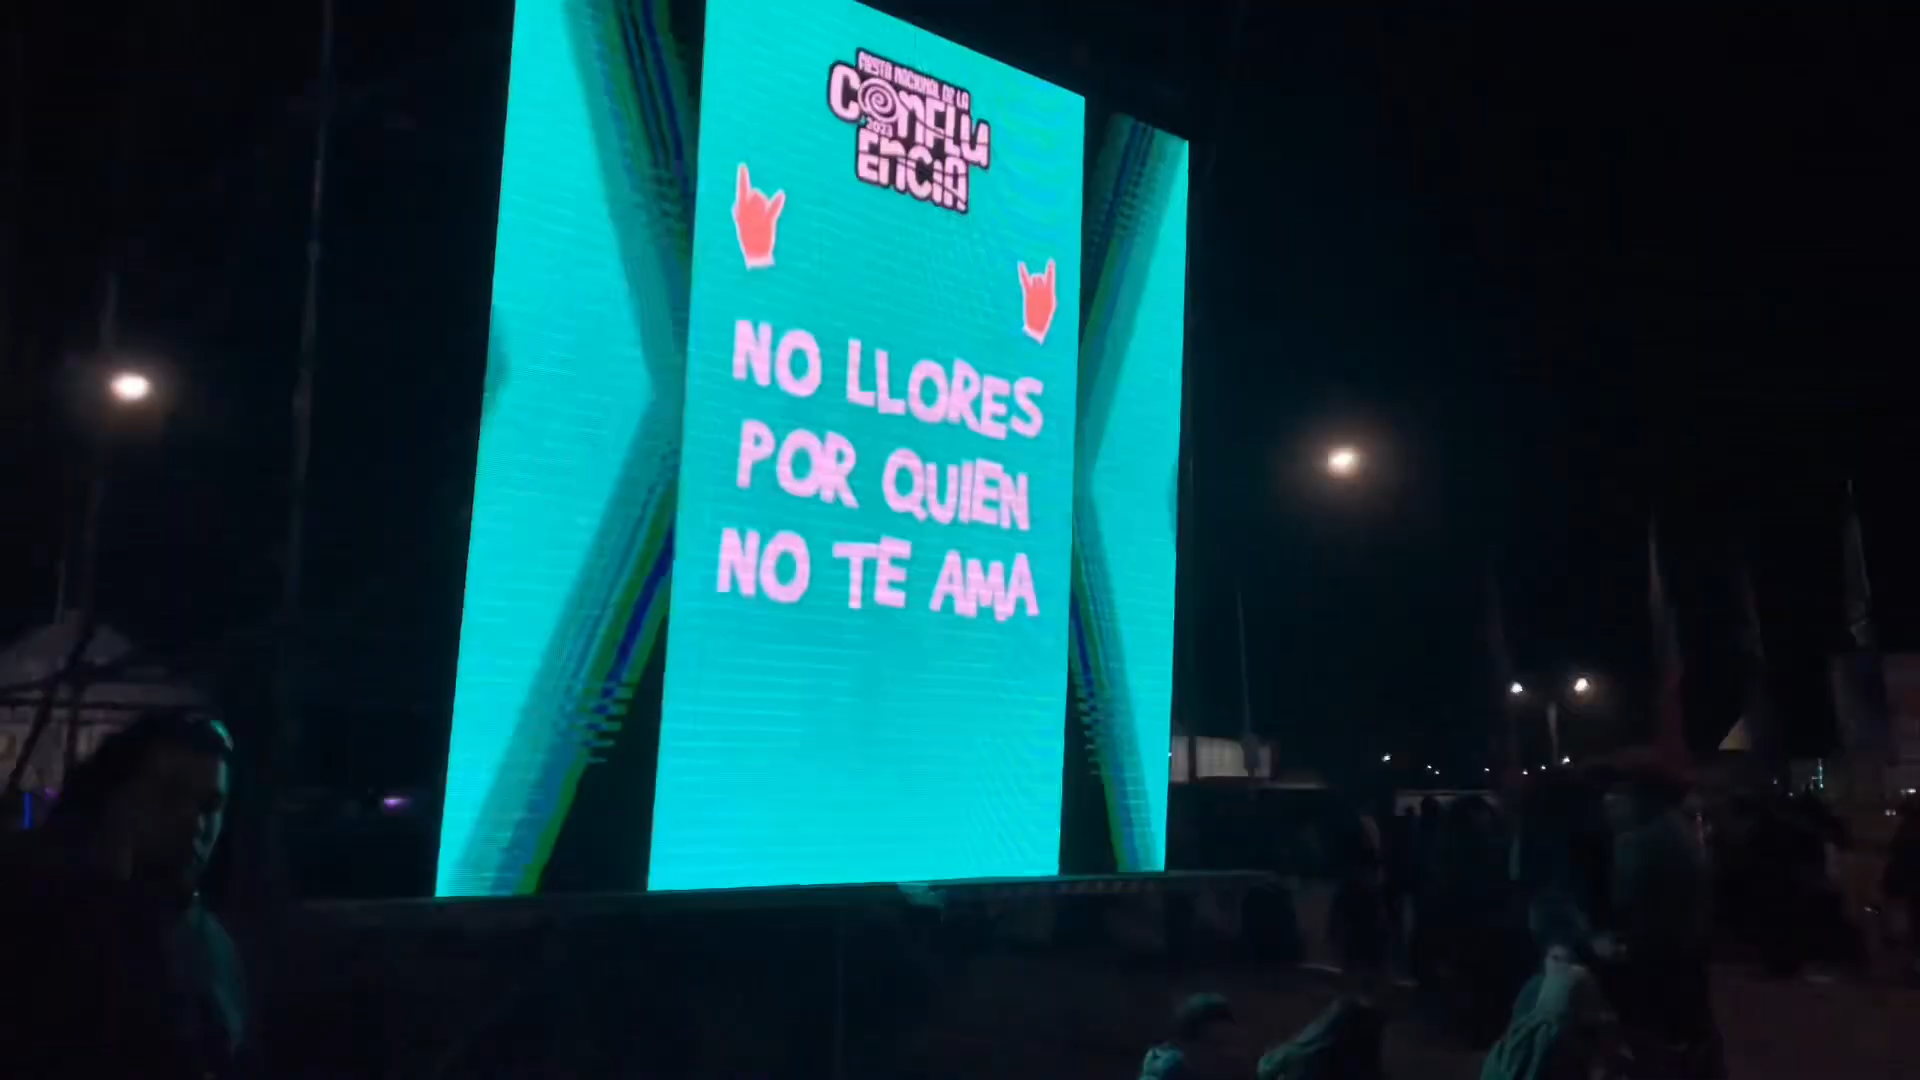 FIESTA NACIONAL DE LA
CONFLU
2023
ENCIA
NO LLORES
POR QUIEN
NO TE AMA